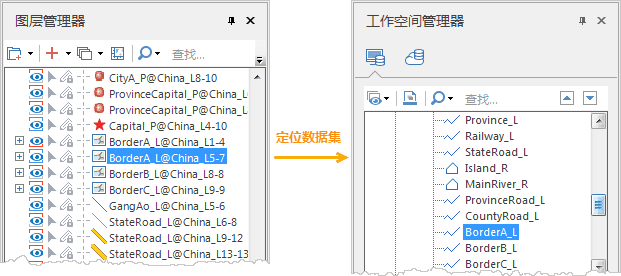 图层管理器
查找...
CityA_P@China_L8-10
ProvinceCapital_P@China_L
ProvinceCapital_P@China_L
Capital_P@China_L4-10
BorderA_L@China_L1-4
BorderA_L@China_L5-7
BorderB_L@China_L8-8
BorderC_L@China_L9-9
GangAo_L@China_L5-6
StateRoad_L@China_L6-8
StateRoad_L@China_L9-12
StateRoad_L@China_L13-13
定位数据集
工作空间管理器
查找...
Province_L
Railway_L
StateRoad_L
Island_R
MainRiver_R
ProvinceRoad_L
CountyRoad_L
BorderA_L
BorderB_L
BorderC_L